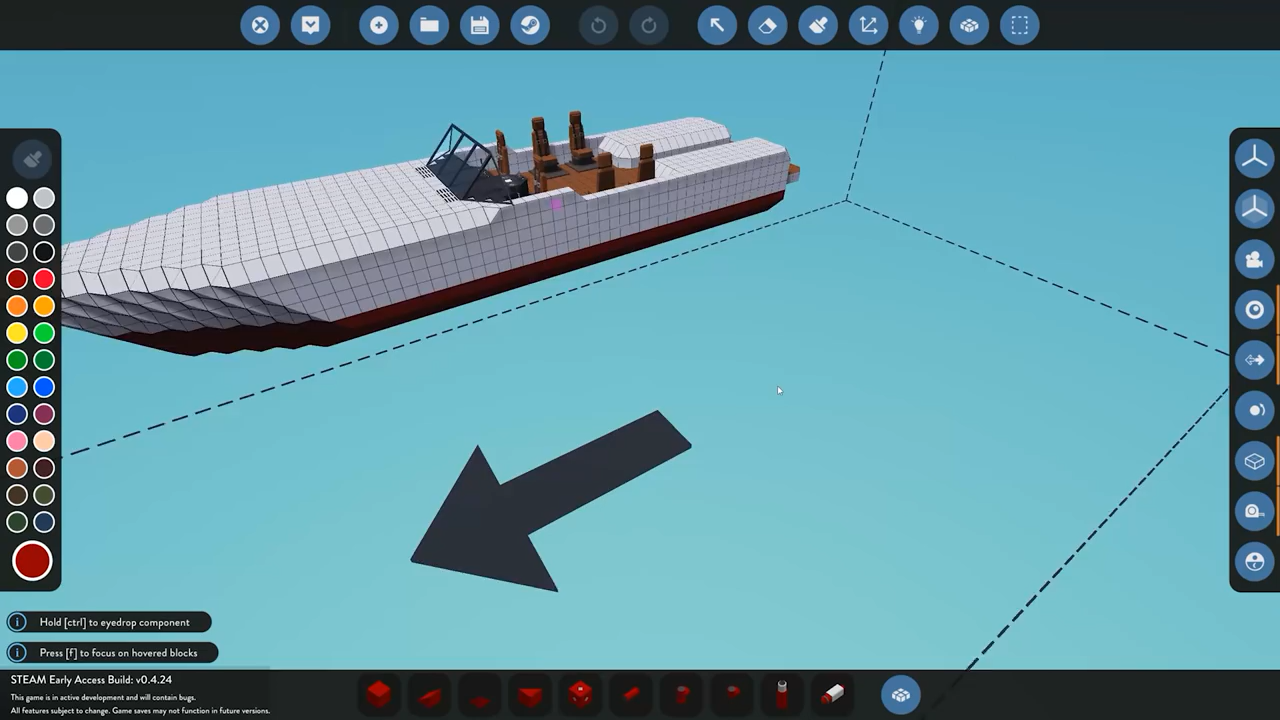 Hold [ctrl] to eyedrop component
Press [f] to focus on hovered blocks
STEAM Early Access Build: v0.4.24
This game is in active development and will contain bugs.
All features subject to change. Game saves may not function in future versions.